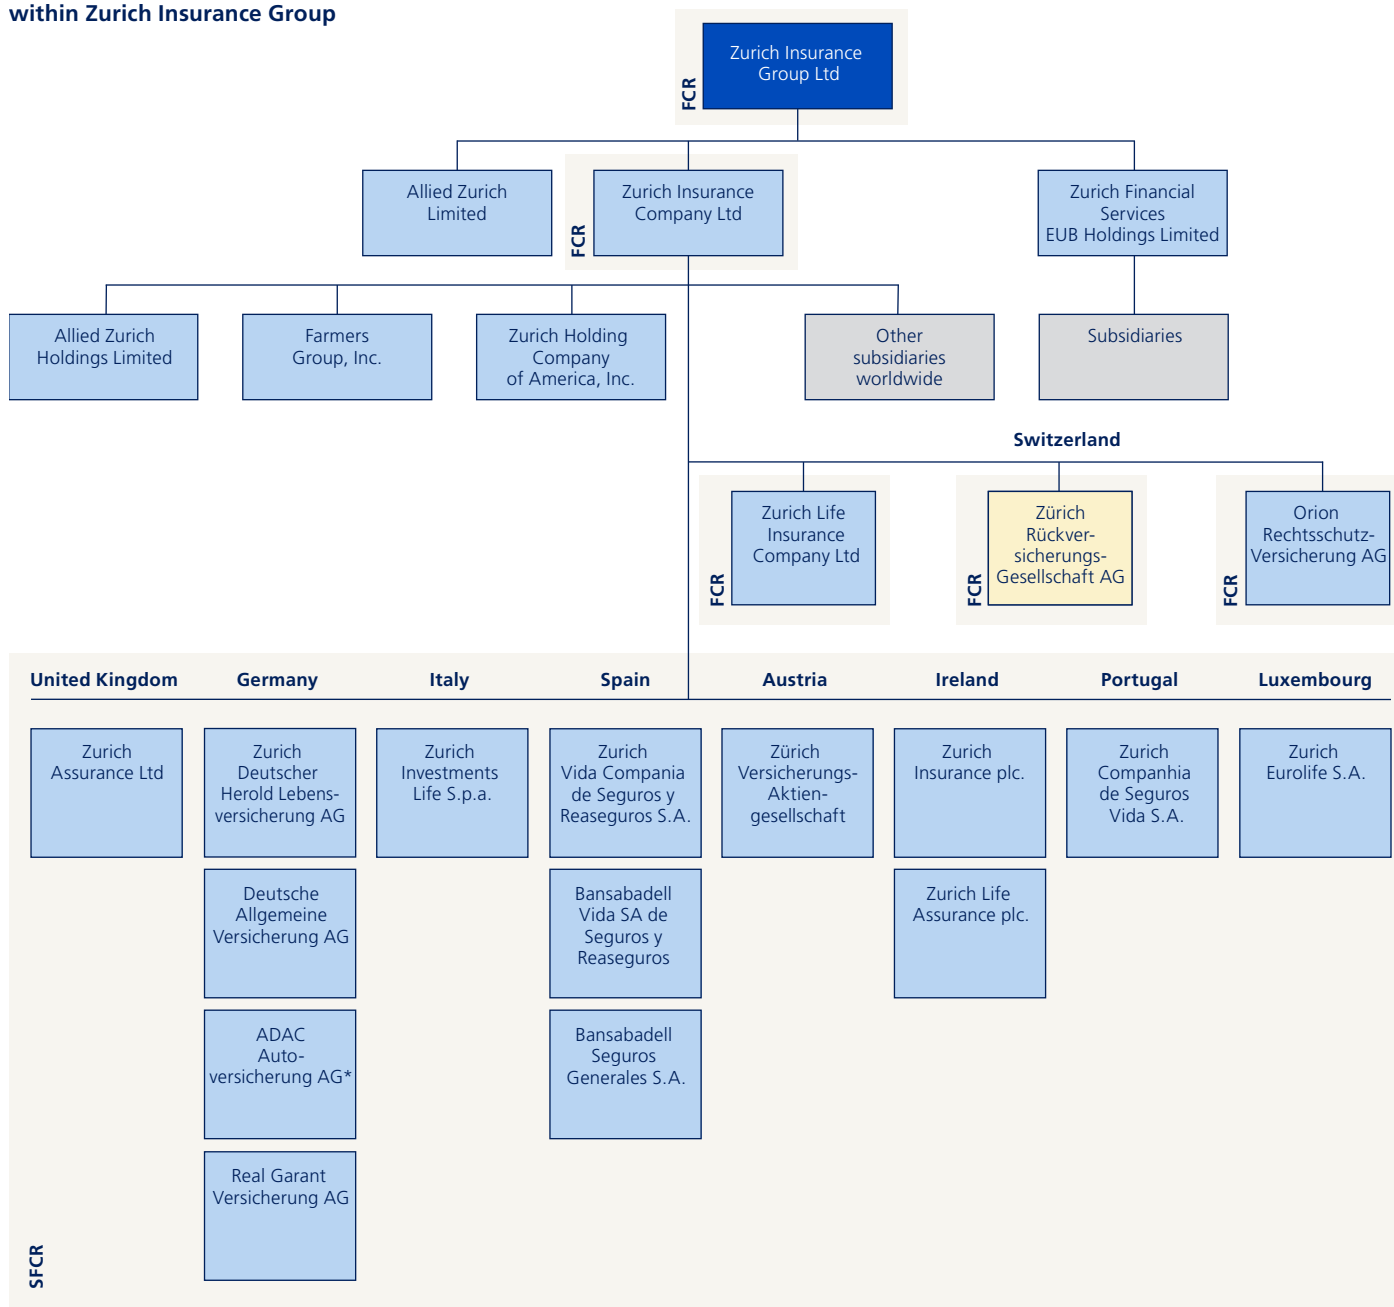 within Zurich Insurance Group
Zurich Insurance
Group Ltd
FCR
Allied Zurich
Limited
Zurich Insurance
Company Ltd
FCR
Zurich Financial
Services
EUB Holdings Limited
Allied Zurich
Holdings Limited
Farmers
Group, Inc.
Zurich Holding
Company
of America, Inc.
Other
subsidiaries
worldwide
Subsidiaries
Switzerland
Zurich Life
Insurance
Company Ltd
FCR
Zürich
Rückver-
sicherungs-
Gesellschaft AG
FCR
Orion
Rechtsschutz-
Versicherung AG
FCR
United Kingdom
Germany
Italy
Spain
Austria
Ireland
Portugal
Luxembourg
Zurich
Assurance Ltd
Zurich
Deutscher
Herold Lebens-
versicherung AG
Zurich
Investments
Life S.p.a.
Zurich
Vida Compania
de Seguros y
Reaseguros S.A.
Zürich
Versicherungs-
Aktien-
gesellschaft
Zurich
Insurance plc.
Zurich
Companhia
de Seguros
Vida S.A.
Zurich
Eurolife S.A.
Deutsche
Allgemeine
Versicherung AG
Bansabadell
Vida SA de
Seguros y
Reaseguros
Zurich Life
Assurance plc.
ADAC
Auto-
versicherung AG*
Bansabadell
Seguros
Generales S.A.
Real Garant
Versicherung AG
SFCR